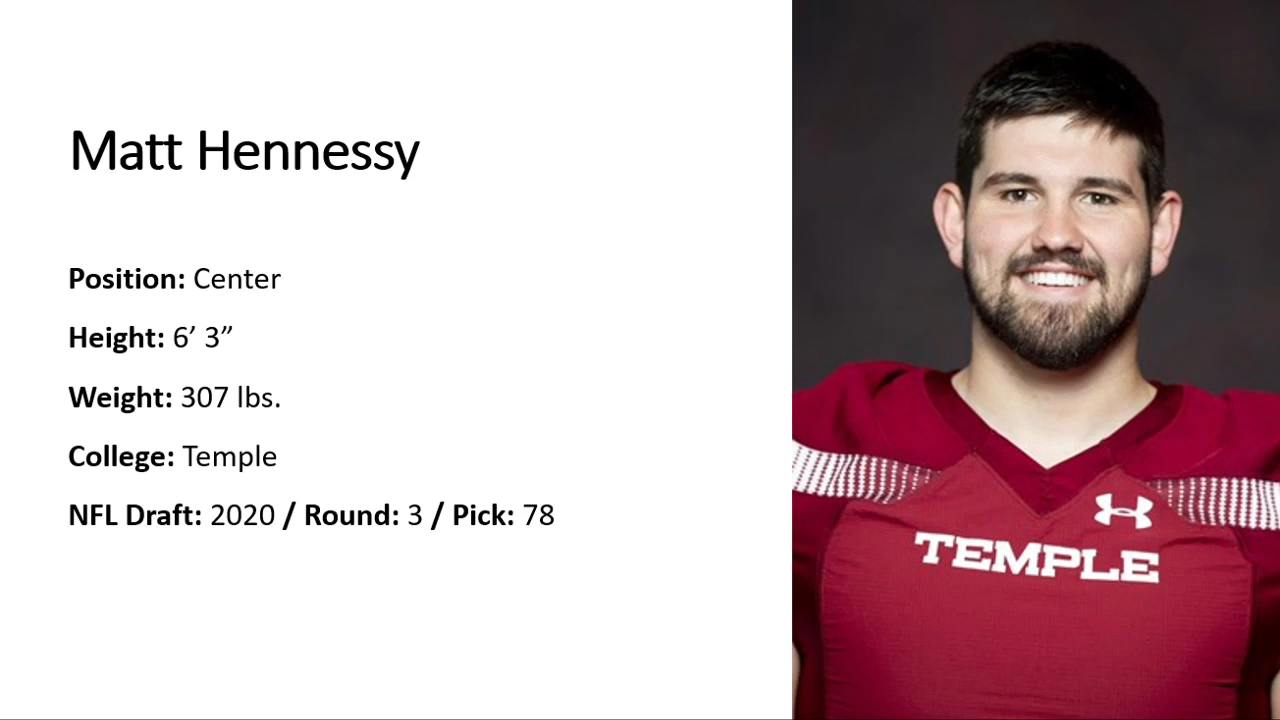 Matt Hennessy
Position: Center
Height: 6’ 3”
Weight: 307 lbs.
College: Temple
NFL Draft: 2020 / Round: 3 / Pick: 78
TEMPLE